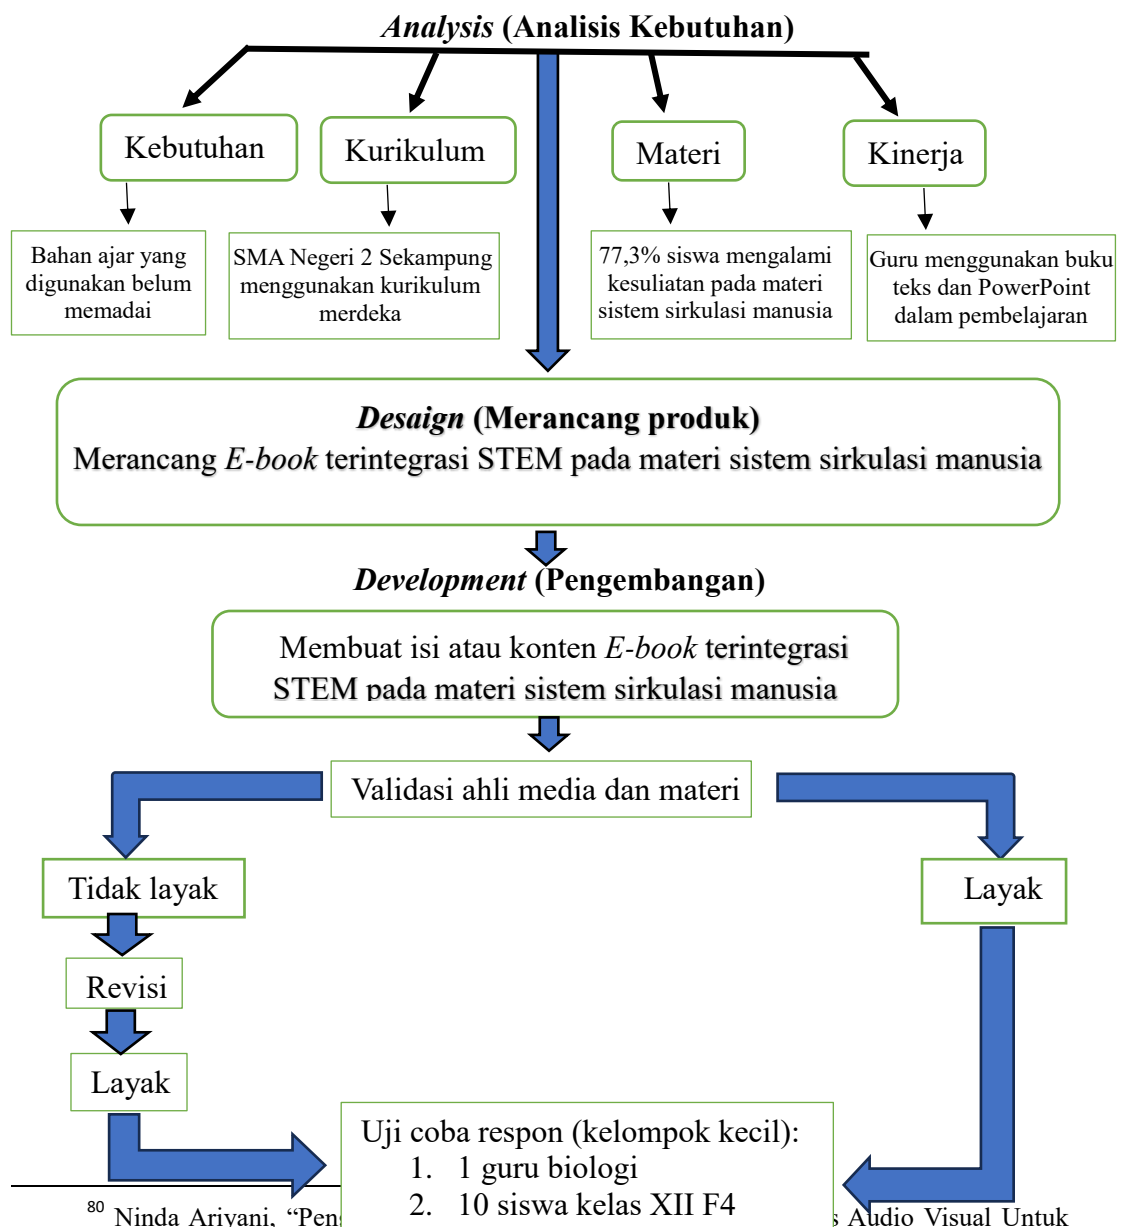 Analysis (Analisis Kebutuhan)
Kebutuhan
Kurikulum
Materi
Kinerja
Bahan ajar yang
digunakan belum
memadai
SMA Negeri 2 Sekampung
menggunakan kurikulum
merdeka
77,3% siswa mengalami
kesuliatan pada materi
sistem sirkulasi manusia
Guru menggunakan buku
teks dan PowerPoint
dalam pembelajaran
Desaign (Merancang produk)
Merancang E-book terintegrasi STEM pada materi sistem sirkulasi manusia
Development (Pengembangan)
Membuat isi atau konten E-book terintegrasi
STEM pada materi sistem sirkulasi manusia
Validasi ahli media dan materi
Tidak layak
Layak
Revisi
Layak
Uji coba respon (kelompok kecil):
1. 1 guru biologi
2. 10 siswa kelas XII F4
80 Ninda Ariyani, “Peng Audio Visual Untuk